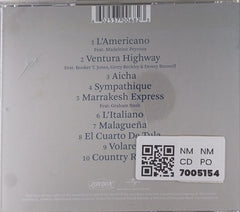 1 L'Americano
Feat. Madeleine Peyroux
2 Ventura Highway
Feat. Booker T. Jones, Gerry Beckley & Dewey Bunnell
3 Aicha
4 Sympathique
5 Marrakesh Express
Feat. Graham Nash
6 L'Italiano
7 Malagueña
8 El Cuarto De Tula
9 Volare
10 Country
NM NM
CD PO
7005154